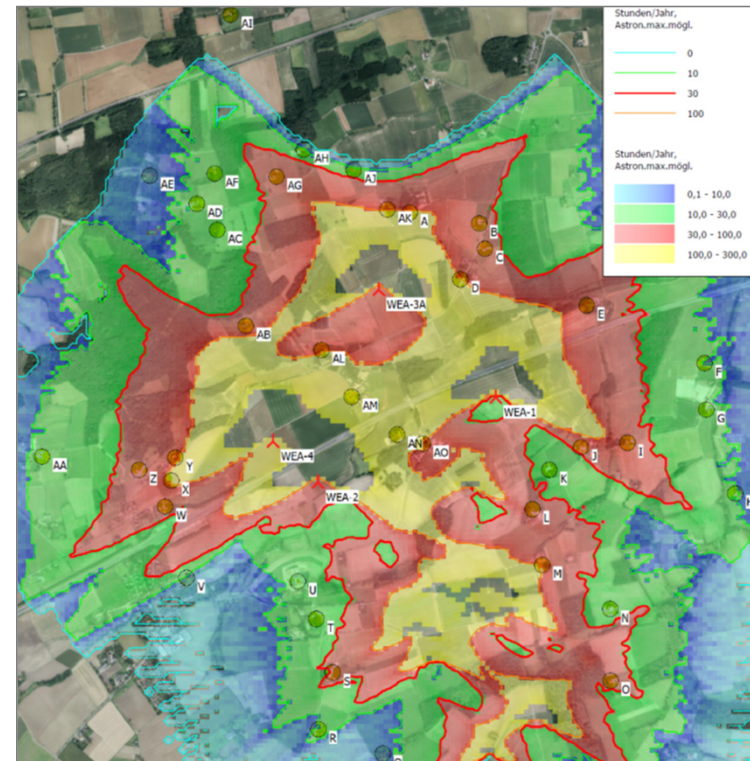 Stunden/Jahr,
Astron.max.mögl.
0
10
30
100
Stunden/Jahr,
Astron.max.mögl.
0,1 - 10,0
10,0 - 30,0
30,0 - 100,0
100,0 - 300,0
AI
AH
AJ
AE
AF
AG
AD
AK
A
B
AC
C
D
WEA-3A
E
AB
AL
F
AM
WEA-1
G
AN
AO
J
I
WEA-4
AA
Z
Y
X
K
WEA-2
W
L
M
V
U
N
T
S
O
R